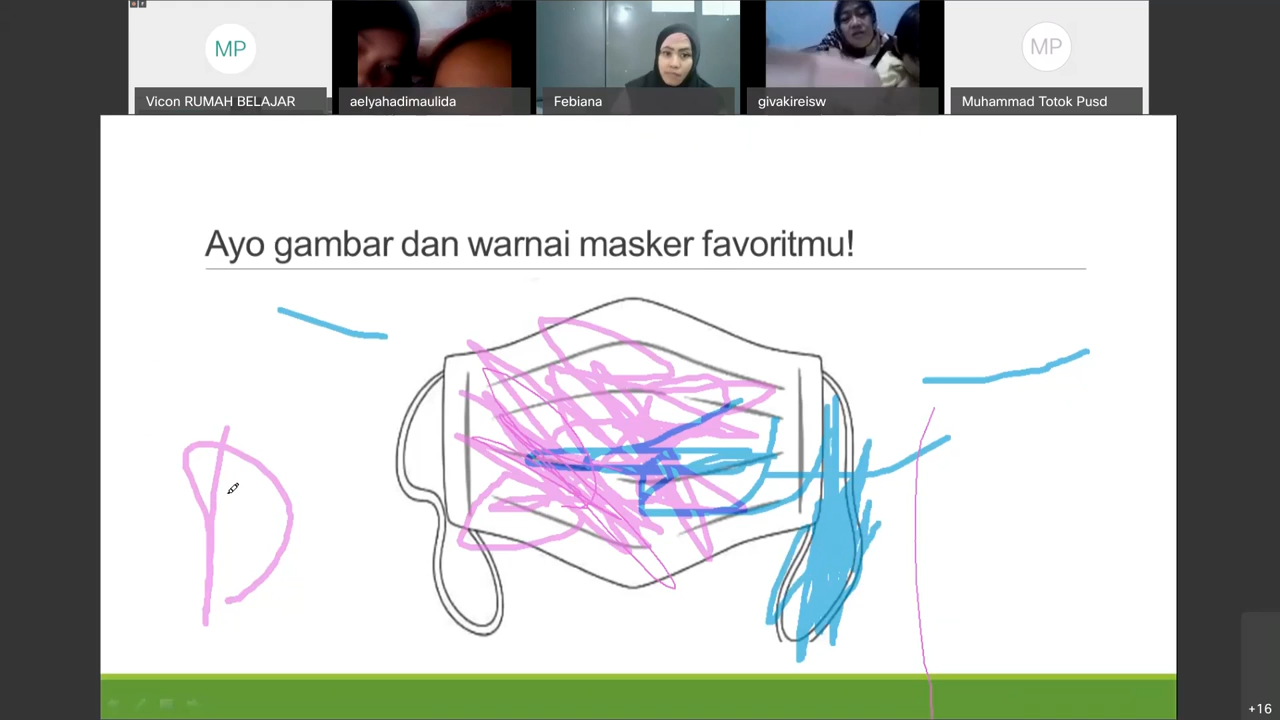 MP
MP
Vicon RUMAH BELAJAR
aelyahadimaulida
Febiana
givakireisw
Muhammad Totok Pusd
Ayo gambar dan warnai masker favoritmu!
D
+16